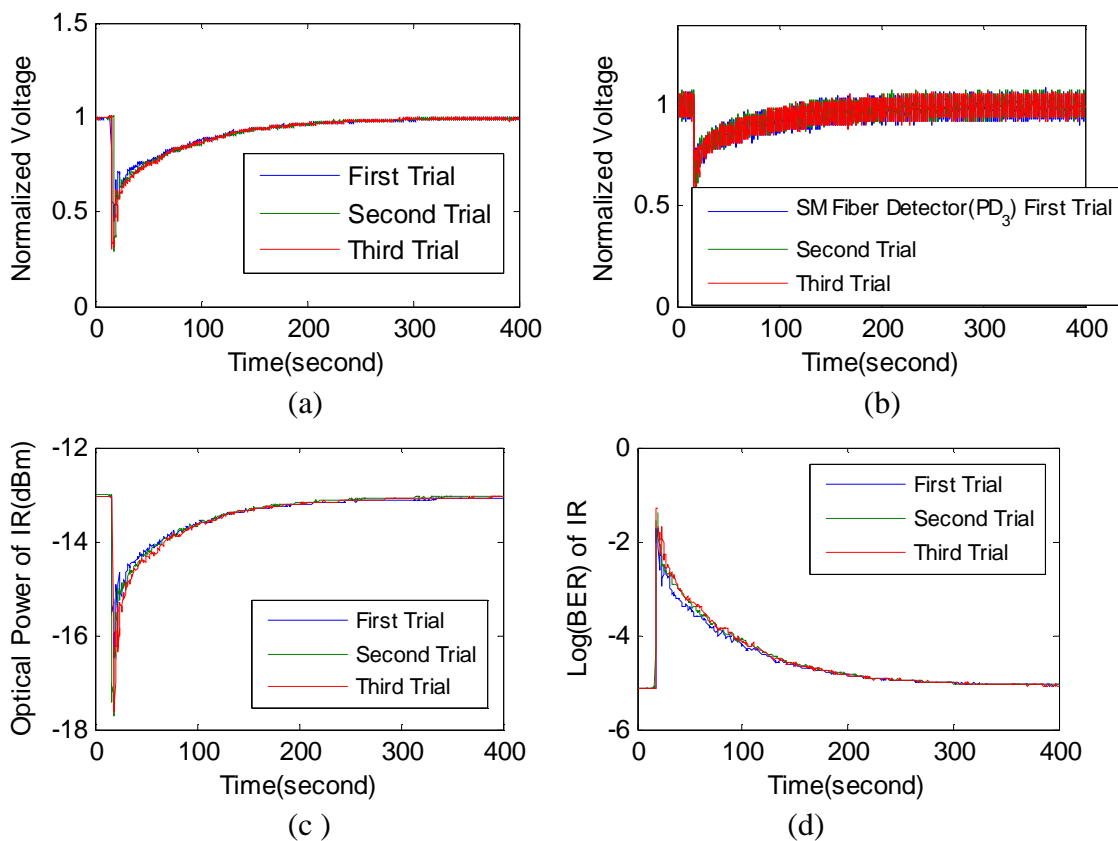 1.5
1
0.5
0
Normalized Voltage
First Trial
Second Trial
Third Trial
0 100 200 300 400
Time(second)
(a)
1
0.5
0
Normalized Voltage
SM Fiber Detector(PD3) First Trial
Second Trial
Third Trial
0 100 200 300 400
Time(second)
(b)
-12
-14
-16
-18
Optical Power of IR(dBm)
First Trial
Second Trial
Third Trial
0 100 200 300 400
Time(second)
(c )
0
-2
-4
-6
Log(BER) of IR
First Trial
Second Trial
Third Trial
0 100 200 300 400
Time(second)
(d)